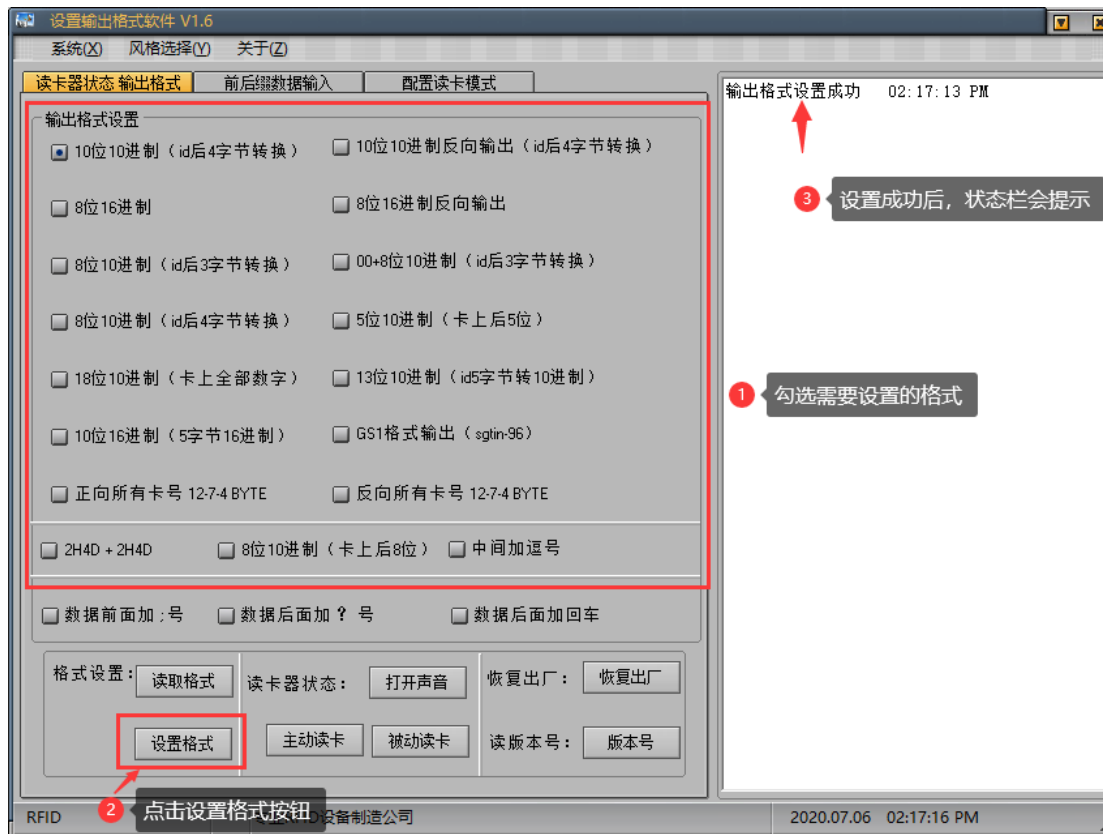 设置输出格式软件 V1.6
系统(X) 风格选择(Y) 关于(Z)
读卡器状态 输出格式 前后缀数据输入 配置读卡模式
输出格式设置成功 02:17:13 PM
输出格式设置
10位10进制（id后4字节转换） 10位10进制反向输出（id后4字节转换）
3 设置成功后，状态栏会提示
8位16进制 8位16进制反向输出
8位10进制（id后3字节转换） 00+8位10进制（id后3字节转换）
8位10进制（id后4字节转换） 5位10进制（卡上后5位）
18位10进制（卡上全部数字） 13位10进制（id5字节转10进制）
1 勾选需要设置的格式
10位16进制（5字节16进制） GS1格式输出（sgtin-96）
正向所有卡号 12-7-4 BYTE 反向所有卡号 12-7-4 BYTE
2H4D + 2H4D 8位10进制（卡上后8位） 中间加逗号
数据前面加 ; 号 数据后面加 ? 号 数据后面加回车
格式设置： 读取格式 读卡器状态： 打开声音 恢复出厂： 恢复出厂
设置格式 主动读卡 被动读卡 读版本号： 版本号
2 点击设置格式按钮
RFID 设备制造公司 2020.07.06 02:17:16 PM